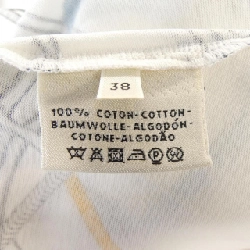 38
100% COTON-COTTON-
BAUMWOLLE-ALGODÓN-
COTONE-ALGODÃO